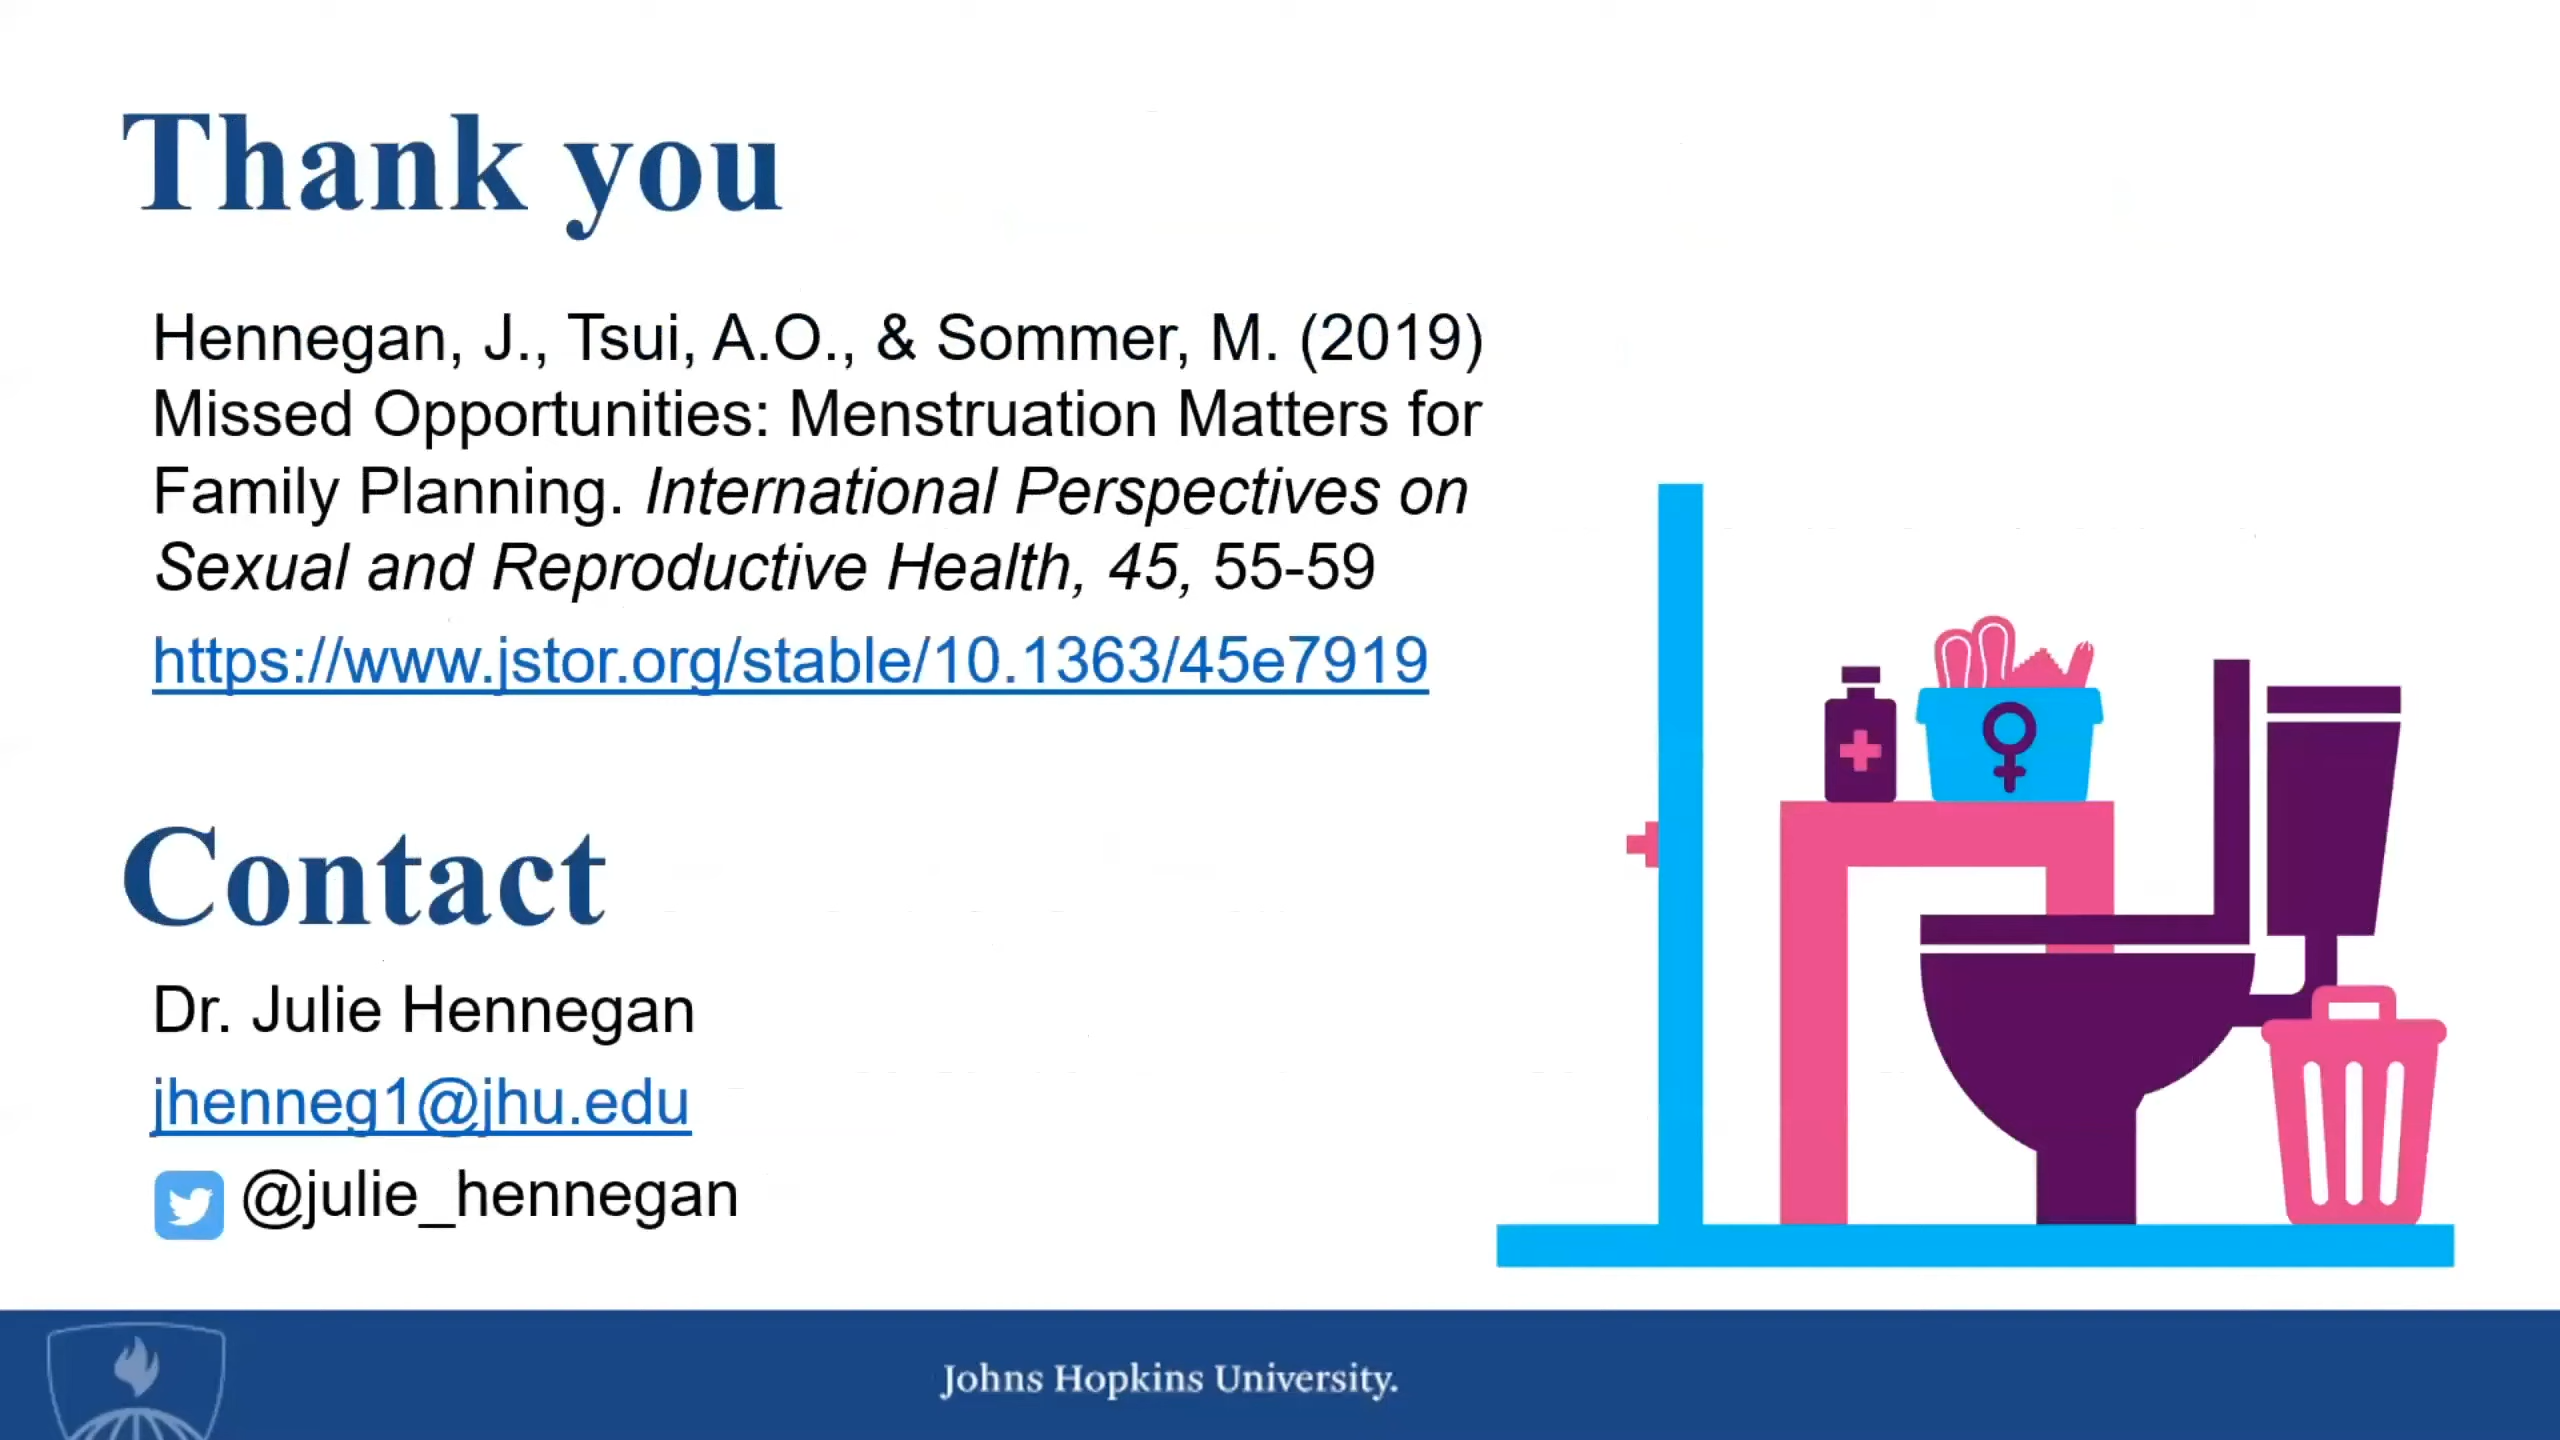 Thank you
Hennegan, J., Tsui, A.O., & Sommer, M. (2019)
Missed Opportunities: Menstruation Matters for
Family Planning. International Perspectives on
Sexual and Reproductive Health, 45, 55-59
https://www.jstor.org/stable/10.1363/45e7919
Contact
Dr. Julie Hennegan
jhenneg1@jhu.edu
@julie_hennegan
Johns Hopkins University.